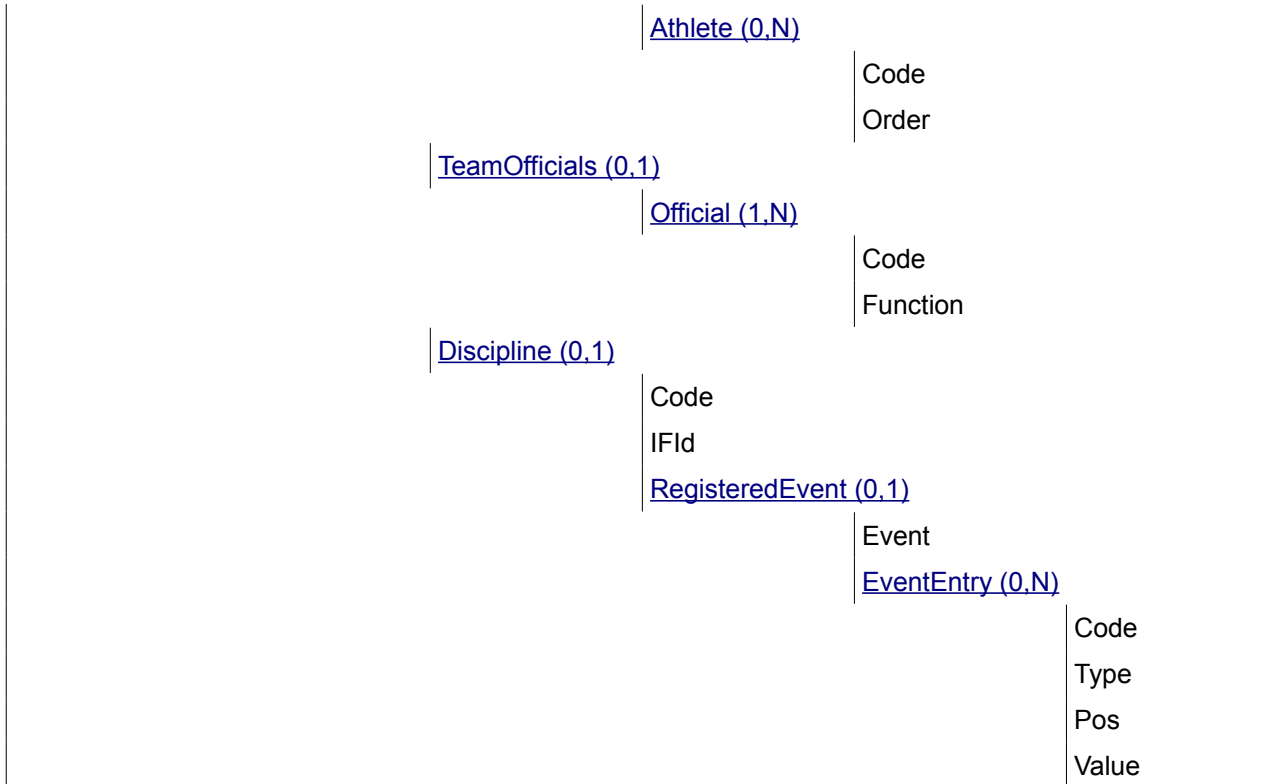 Athlete (0,N)
Code
Order
TeamOfficials (0,1)
Official (1,N)
Code
Function
Discipline (0,1)
Code
IFId
RegisteredEvent (0,1)
Event
EventEntry (0,N)
Code
Type
Pos
Value